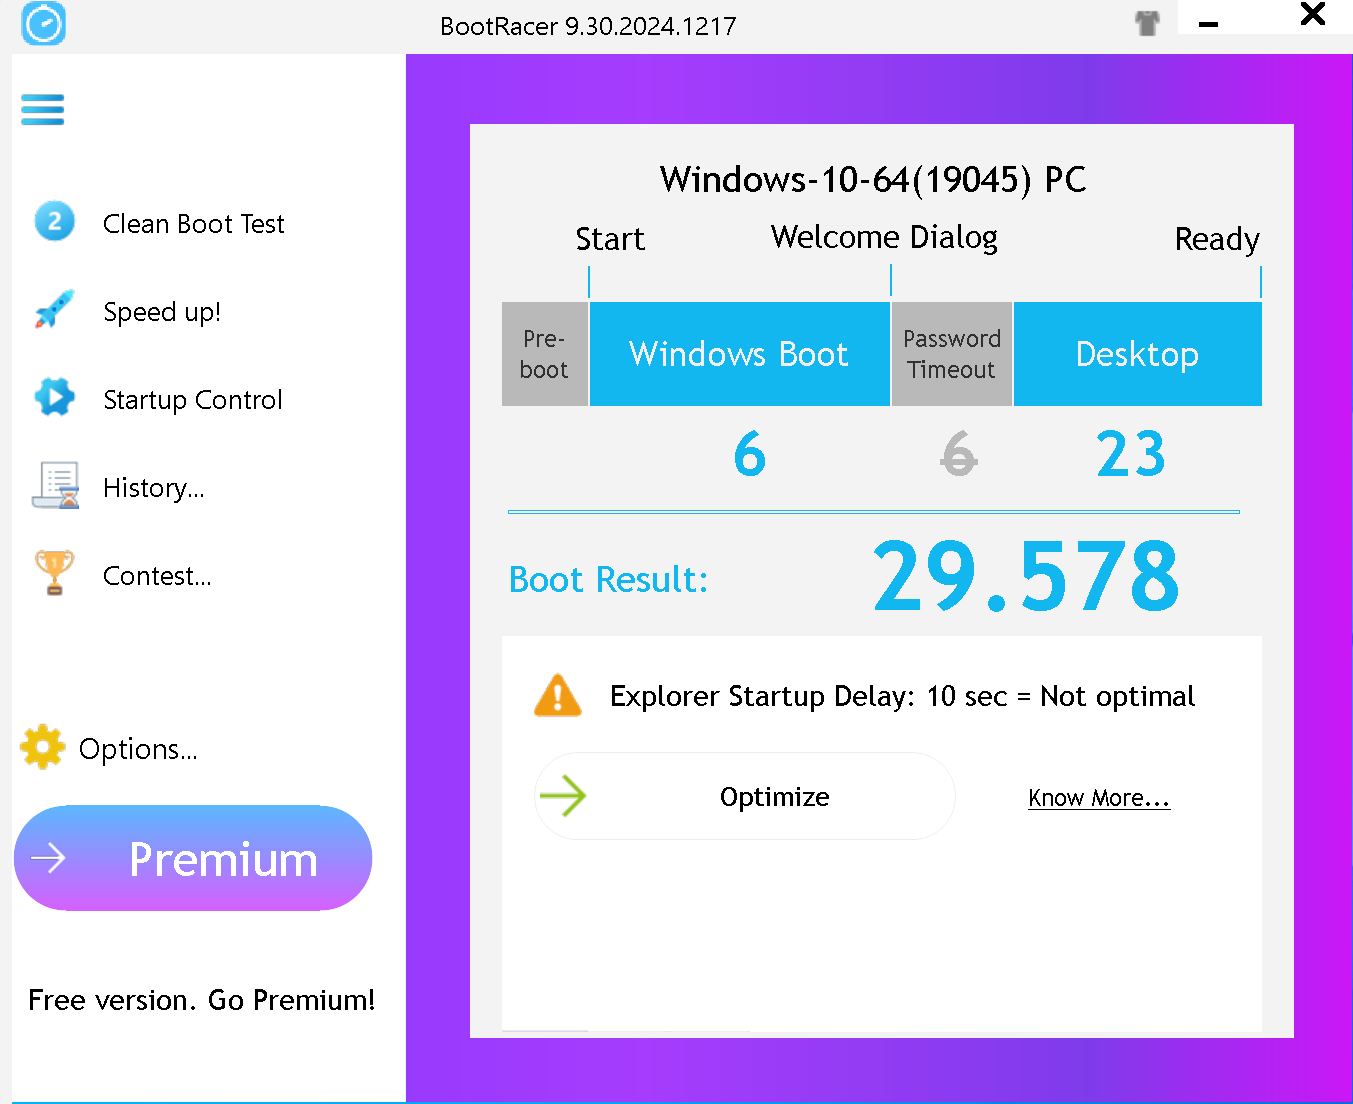 BootRacer 9.30.2024.1217
2 Clean Boot Test
Speed up!
Startup Control
History...
Contest...
Options...
Premium
Free version. Go Premium!
Windows-10-64(19045) PC
Start Welcome Dialog Ready
Pre-
boot
Windows Boot
Password
Timeout
Desktop
6 6 23
Boot Result: 29.578
Explorer Startup Delay: 10 sec = Not optimal
Optimize Know More...